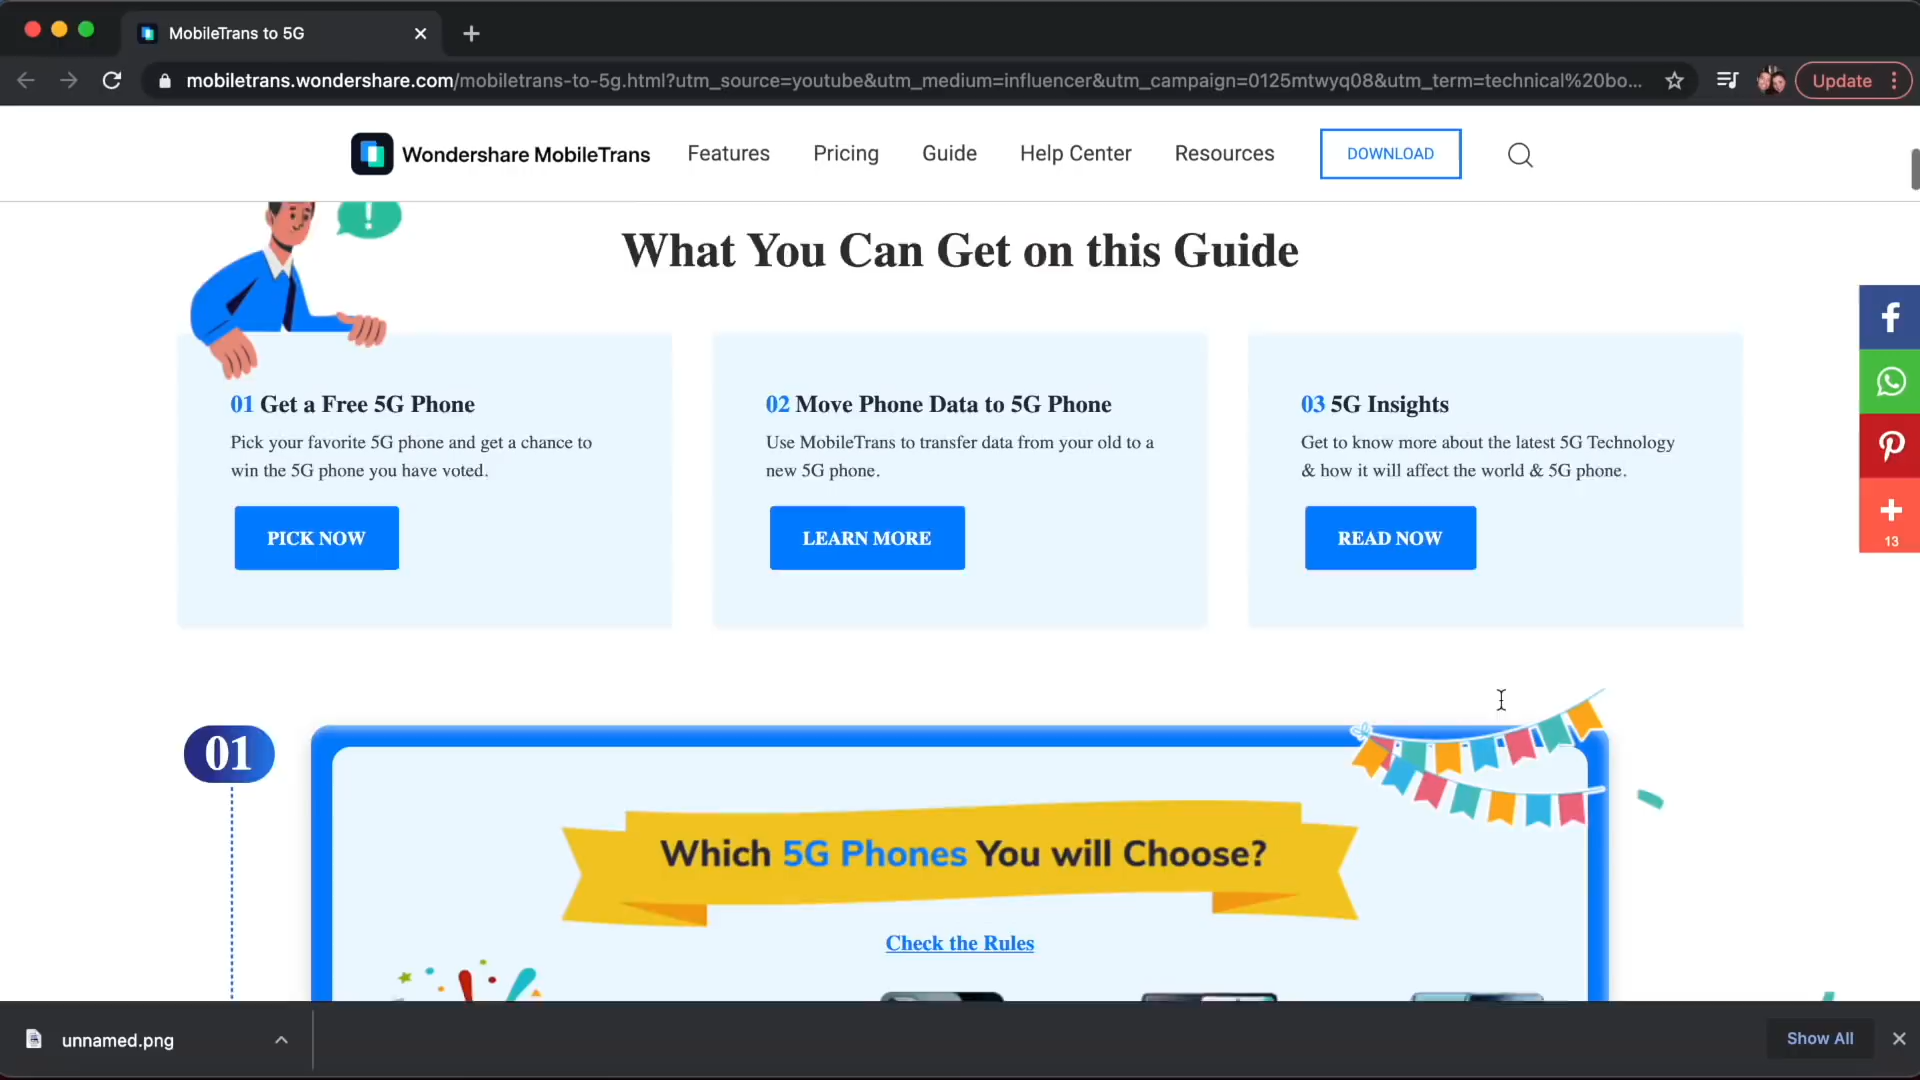 MobileTrans to 5G
mobiletrans.wondershare.com/mobiletrans-to-5g.html?utm_source=youtube&utm_medium=influencer&utm_campaign=0125mtwyq08&utm_term=technical%20bo...
Update
Wondershare MobileTrans
Features
Pricing
Guide
Help Center
Resources
DOWNLOAD
!
What You Can Get on this Guide
01 Get a Free 5G Phone
Pick your favorite 5G phone and get a chance to
win the 5G phone you have voted.
PICK NOW
02 Move Phone Data to 5G Phone
Use MobileTrans to transfer data from your old to a
new 5G phone.
LEARN MORE
03 5G Insights
Get to know more about the latest 5G Technology
& how it will affect the world & 5G phone.
READ NOW
13
01
Which 5G Phones You will Choose?
Check the Rules
unnamed.png
Show All